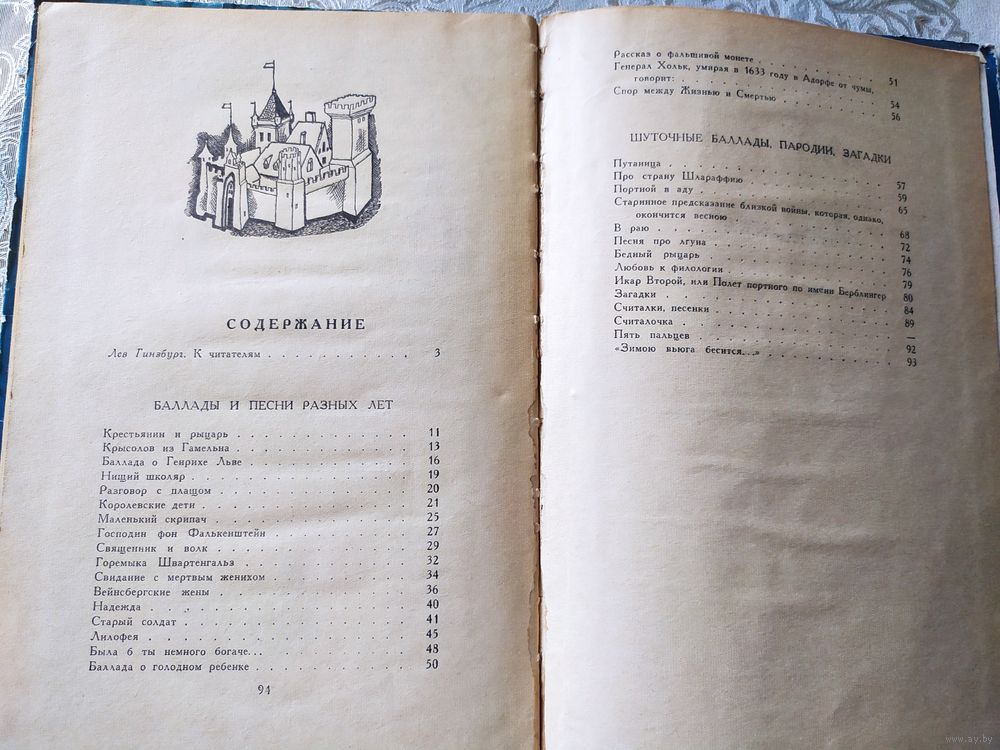 СОДЕРЖАНИЕ
Лев Гинзбург. К читателям . . . . . . . . . . 3
БАЛЛАДЫ И ПЕСНИ РАЗНЫХ ЛЕТ
Крестьянин и рыцарь . . . . . . . . . . . . 11
Крысолов из Гамельна . . . . . . . . . . . . 13
Баллада о Генрихе Льве . . . . . . . . . . . 16
Нищий школяр . . . . . . . . . . . . . . 19
Разговор с плащом . . . . . . . . . . . . . 20
Королевские дети . . . . . . . . . . . . . 21
Маленький скрипач . . . . . . . . . . . . . 25
Господин фон Фалькенштейн . . . . . . . . . . 27
Священник и волк . . . . . . . . . . . . . 29
Горемыка Швартенгальз . . . . . . . . . . . 32
Свидание с мертвым женихом . . . . . . . . . . 34
Вейнсбергские жены . . . . . . . . . . . . 36
Надежда . . . . . . . . . . . . . . . . 40
Старый солдат . . . . . . . . . . . . . . 41
Лилофея . . . . . . . . . . . . . . . . 45
Была б ты немного богаче... . . . . . . . . . . 48
Баллада о голодном ребенке . . . . . . . . . . 50
94
Рассказ о фальшивой монете . . . . . . . . . . 51
Генерал Хольк, умирая в 1633 году в Адорфе от чумы,
говорит: . . . . . . . . . . . . . . . 54
Спор между Жизнью и Смертью . . . . . . . . . 56
ШУТОЧНЫЕ БАЛЛАДЫ, ПАРОДИИ, ЗАГАДКИ
Путаница . . . . . . . . . . . . . . . 57
Про страну Шлараффию . . . . . . . . . . . 59
Портной в аду . . . . . . . . . . . . . . 65
Старинное предсказание близкой войны, которая, однако,
окончится весною . . . . . . . . . . . . 68
В раю . . . . . . . . . . . . . . . . 72
Песня про лгуна . . . . . . . . . . . . . 74
Бедный рыцарь . . . . . . . . . . . . . . 76
Любовь к филологии . . . . . . . . . . . . 79
Икар Второй, или Полет портного по имени Берблингер 80
Загадки . . . . . . . . . . . . . . . . 84
Считалки, песенки . . . . . . . . . . . . . 89
Считалочка . . . . . . . . . . . . . . . —
Пять пальцев . . . . . . . . . . . . . . 92
«Зимою вьюга бесится...» . . . . . . . . . . . 93
www.ay.by